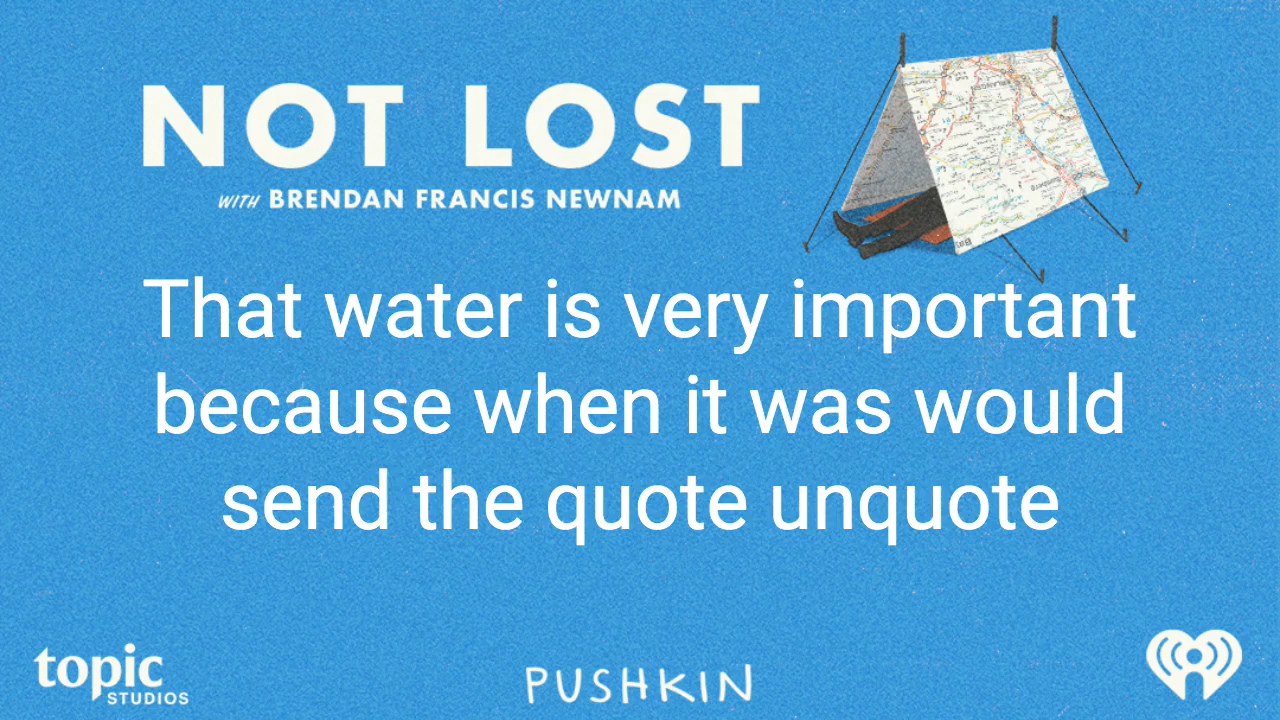 NOT LOST
WITH BRENDAN FRANCIS NEWNAM
That water is very important
because when it was would
send the quote unquote
topic
STUDIOS
PUSHKIN